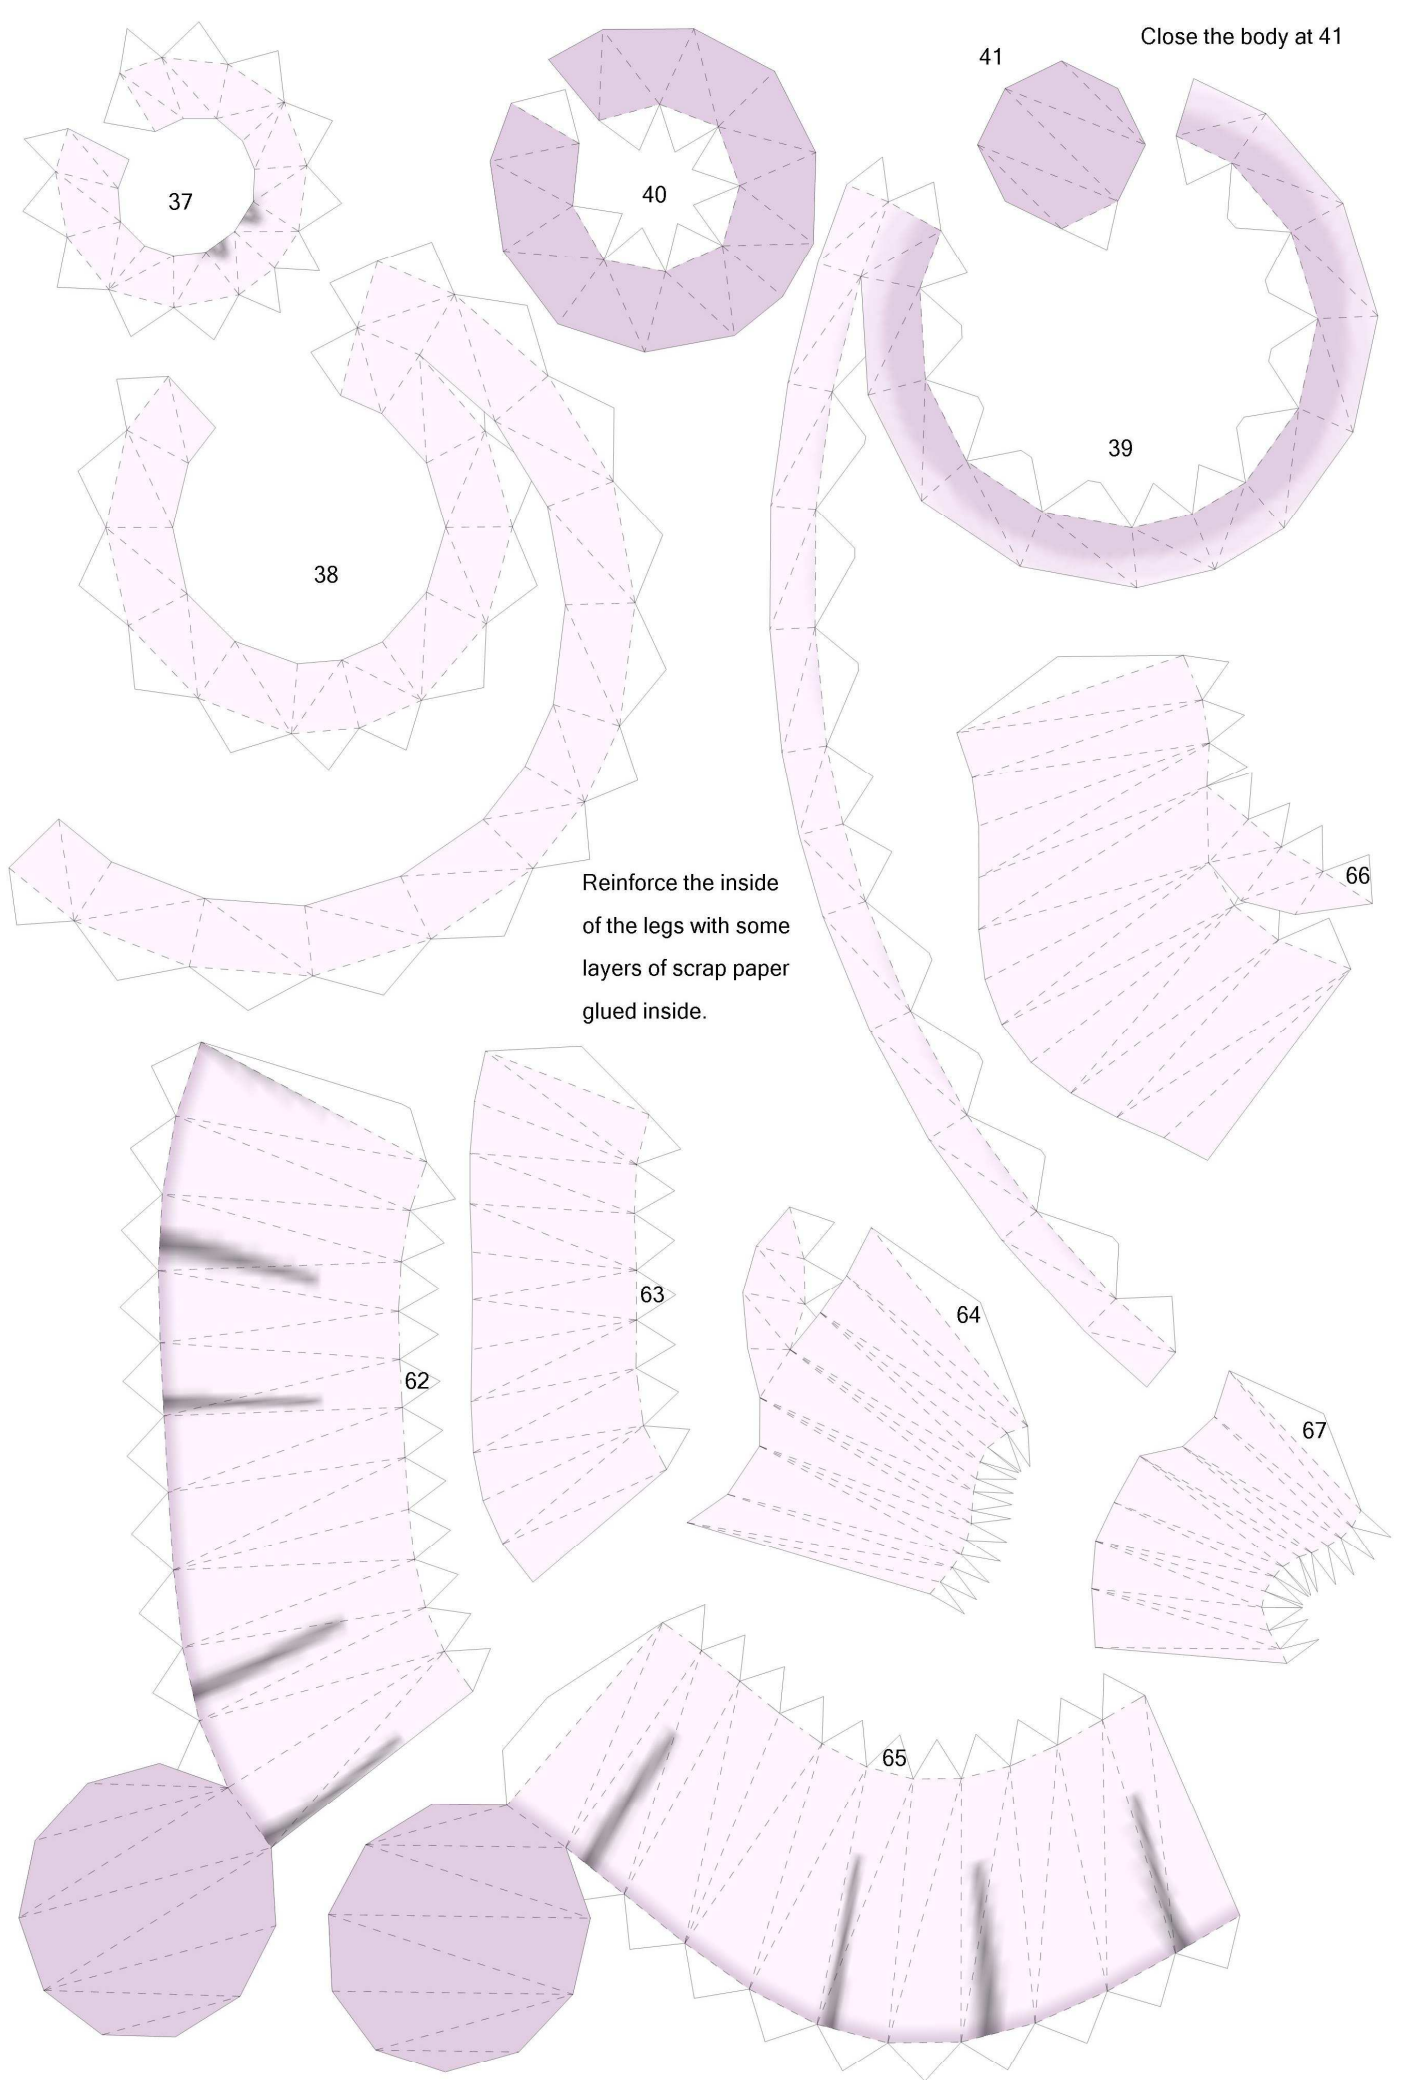 Close the body at 41
41
37
40
39
38
66
Reinforce the inside
of the legs with some
layers of scrap paper
glued inside.
63
64
62
67
65